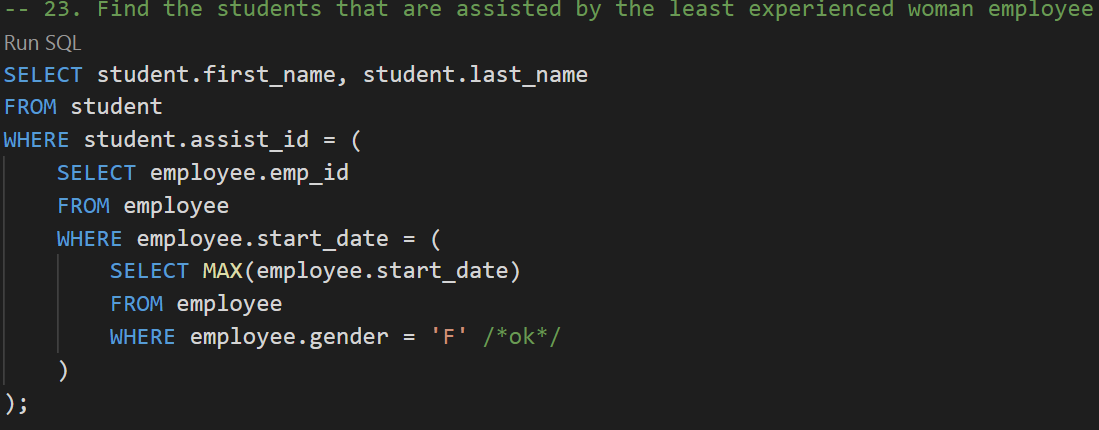 -- 23. Find the students that are assisted by the least experienced woman employee
Run SQL
SELECT student.first_name, student.last_name
FROM student
WHERE student.assist_id = (
    SELECT employee.emp_id
    FROM employee
    WHERE employee.start_date = (
        SELECT MAX(employee.start_date)
        FROM employee
        WHERE employee.gender = 'F' /*ok*/
    )
);